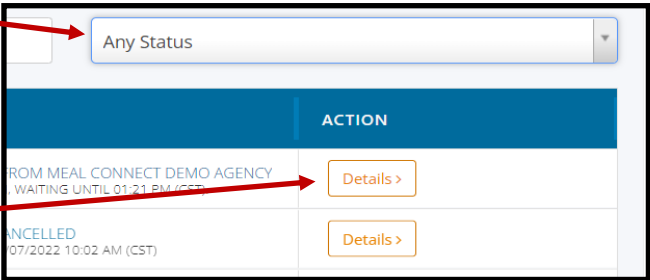 Any Status
ACTION
FROM MEAL CONNECT DEMO AGENCY
WAITING UNTIL 01:21 PM (CST)
Details >
ANCELLED
/07/2022 10:02 AM (CST)
Details >